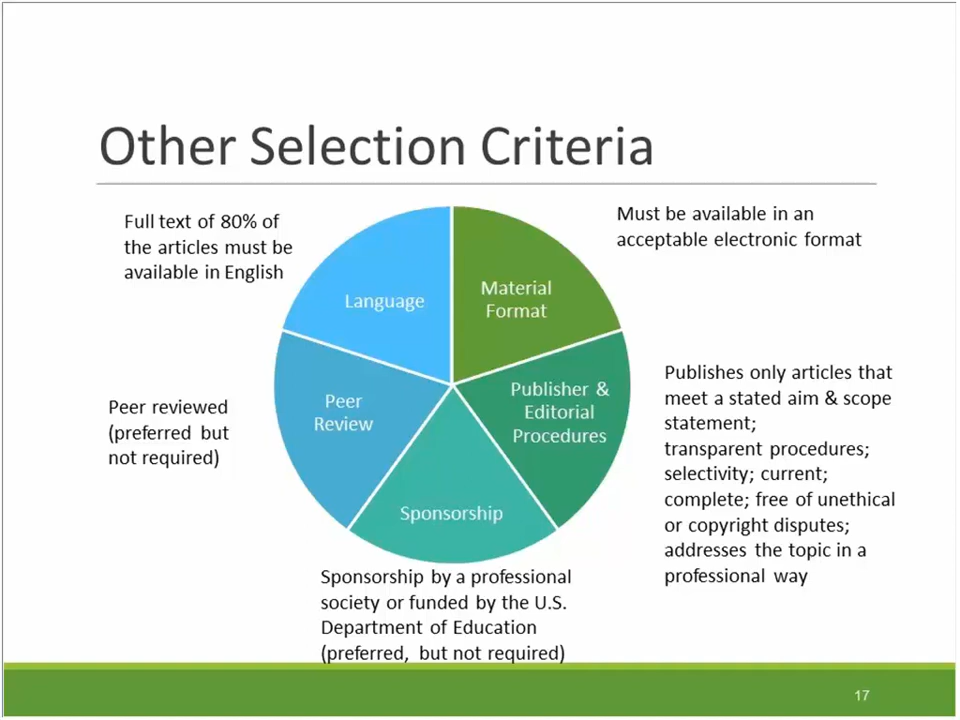 Other Selection Criteria
Full text of 80% of
the articles must be
available in English
Language
Material
Format
Must be available in an
acceptable electronic format
Peer reviewed
(preferred but
not required)
Peer
Review
Publisher &
Editorial
Procedures
Publishes only articles that
meet a stated aim & scope
statement;
transparent procedures;
selectivity; current;
complete; free of unethical
or copyright disputes;
addresses the topic in a
professional way
Sponsorship
Sponsorship by a professional
society or funded by the U.S.
Department of Education
(preferred, but not required)
17